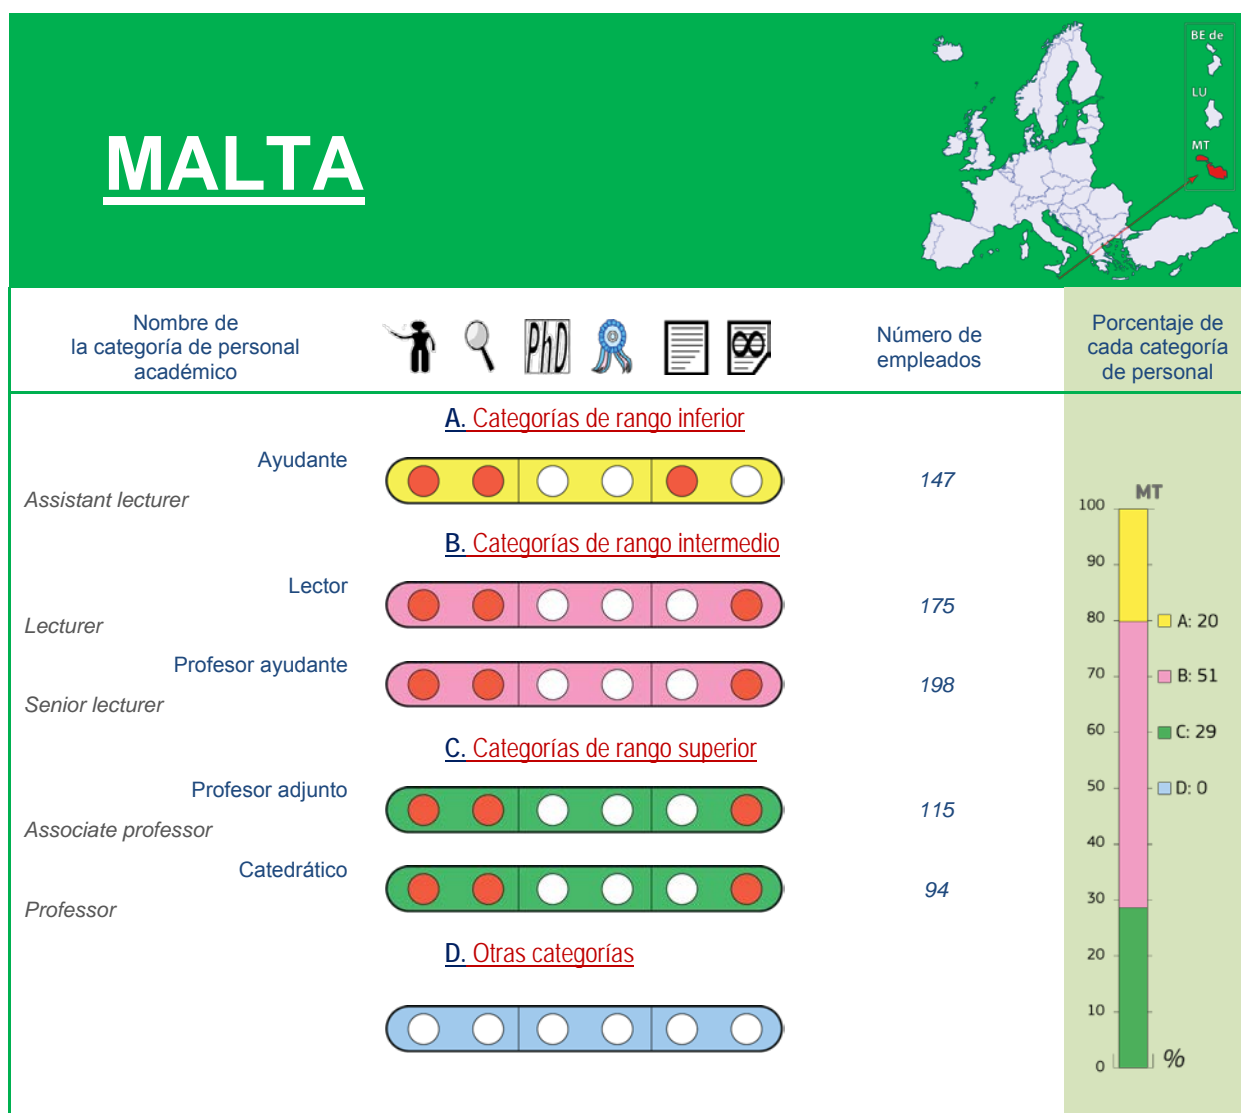 MALTA
BE de
LU
MT
Nombre de
la categoría de personal
académico
PhD
Número de
empleados
Porcentaje de
cada categoría
de personal
A. Categorías de rango inferior
Ayudante
Assistant lecturer
147
B. Categorías de rango intermedio
Lector
Lecturer
175
Profesor ayudante
Senior lecturer
198
C. Categorías de rango superior
Profesor adjunto
Associate professor
115
Catedrático
Professor
94
D. Otras categorías
MT
100
90
80
70
60
50
40
30
20
10
0
%
A: 20
B: 51
C: 29
D: 0